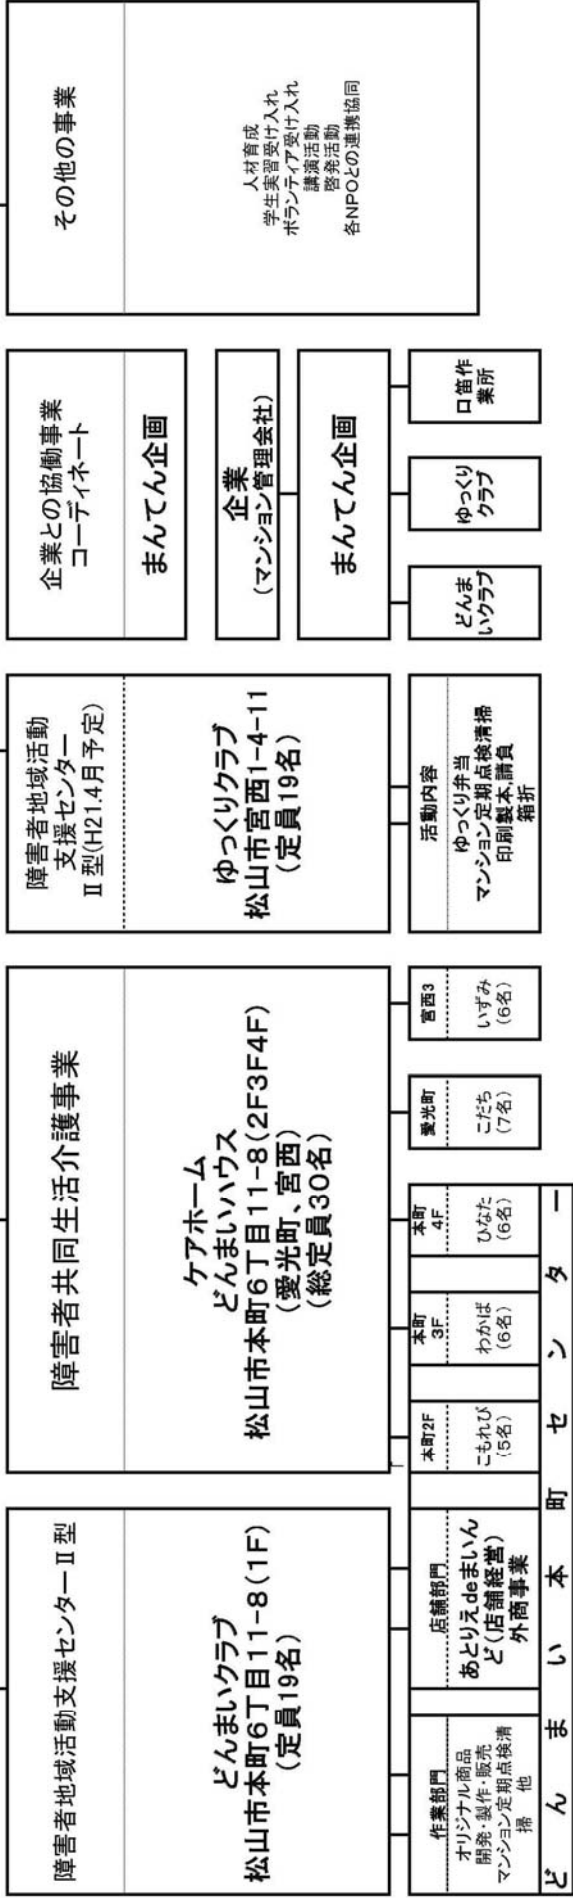 障害者地域活動支援センターⅡ型
どんまいクラブ
松山市本町6丁目11-8(1F)
(定員19名)
作業部門
オリジナル商品
開発・製作・販売
マンション定期点検清
掃 他
店舗部門
あとりえdeまいん
ど(店舗経営)
外商事業
障害者共同生活介護事業
ケアホーム
どんまいハウス
松山市本町6丁目11-8(2F3F4F)
(愛光町、宮西)
(総定員30名)
「
本町2F
こもれび
(5名)
本町
3F
わかば
(6名)
本町
4F
ひなた
(6名)
愛光町
こだち
(7名)
宮西3
いずみ
(6名)
どんまい本町センター
障害者地域活動
支援センター
Ⅱ型(H21.4月予定)
ゆっくりクラブ
松山市宮西1-4-11
(定員19名)
活動内容
ゆっくり弁当
マンション定期点検清掃
印刷製本,請負
箱折
企業との協働事業
コーディネート
まんてん企画
企業
(マンション管理会社)
まんてん企画
どんま
いクラブ
ゆっくり
クラブ
口笛作
業所
その他の事業
人材育成
学生実習受け入れ
ボランティア受け入れ
講演活動
啓発活動
各NPOとの連携協同